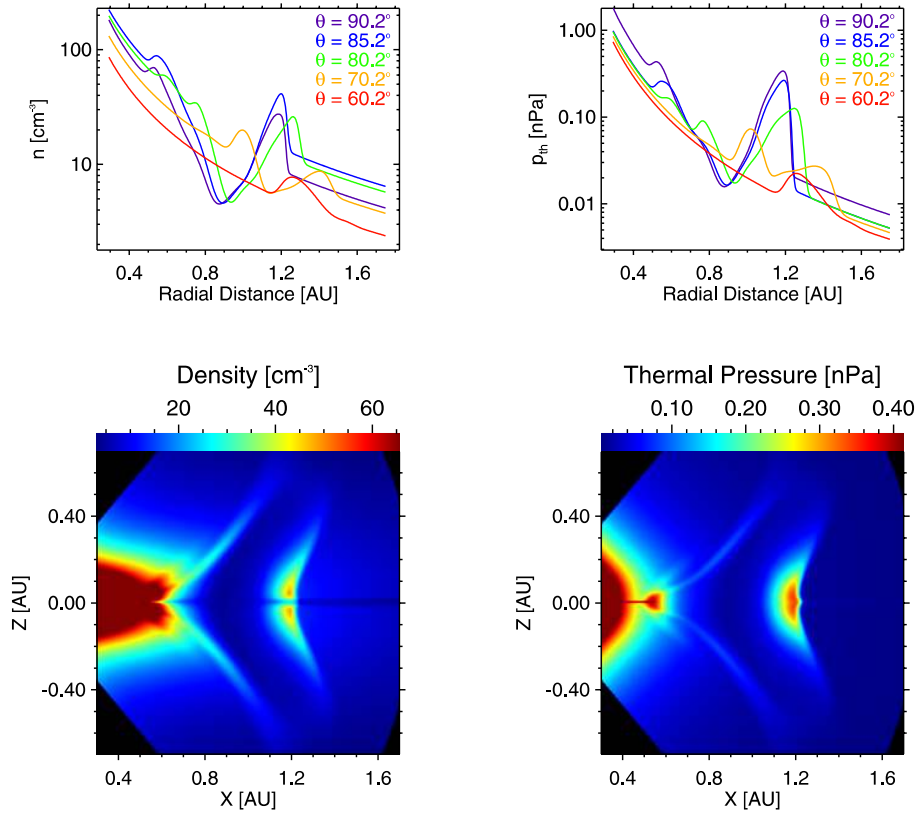 100
10
n [cm⁻³]
θ = 90.2°
θ = 85.2°
θ = 80.2°
θ = 70.2°
θ = 60.2°
0.4 0.8 1.2 1.6
Radial Distance [AU]
1.00
0.10
0.01
p_th [nPa]
θ = 90.2°
θ = 85.2°
θ = 80.2°
θ = 70.2°
θ = 60.2°
0.4 0.8 1.2 1.6
Radial Distance [AU]
Density [cm⁻³]
20 40 60
0.40
0.00
-0.40
Z [AU]
0.4 0.8 1.2 1.6
X [AU]
Thermal Pressure [nPa]
0.10 0.20 0.30 0.40
0.40
0.00
-0.40
Z [AU]
0.4 0.8 1.2 1.6
X [AU]